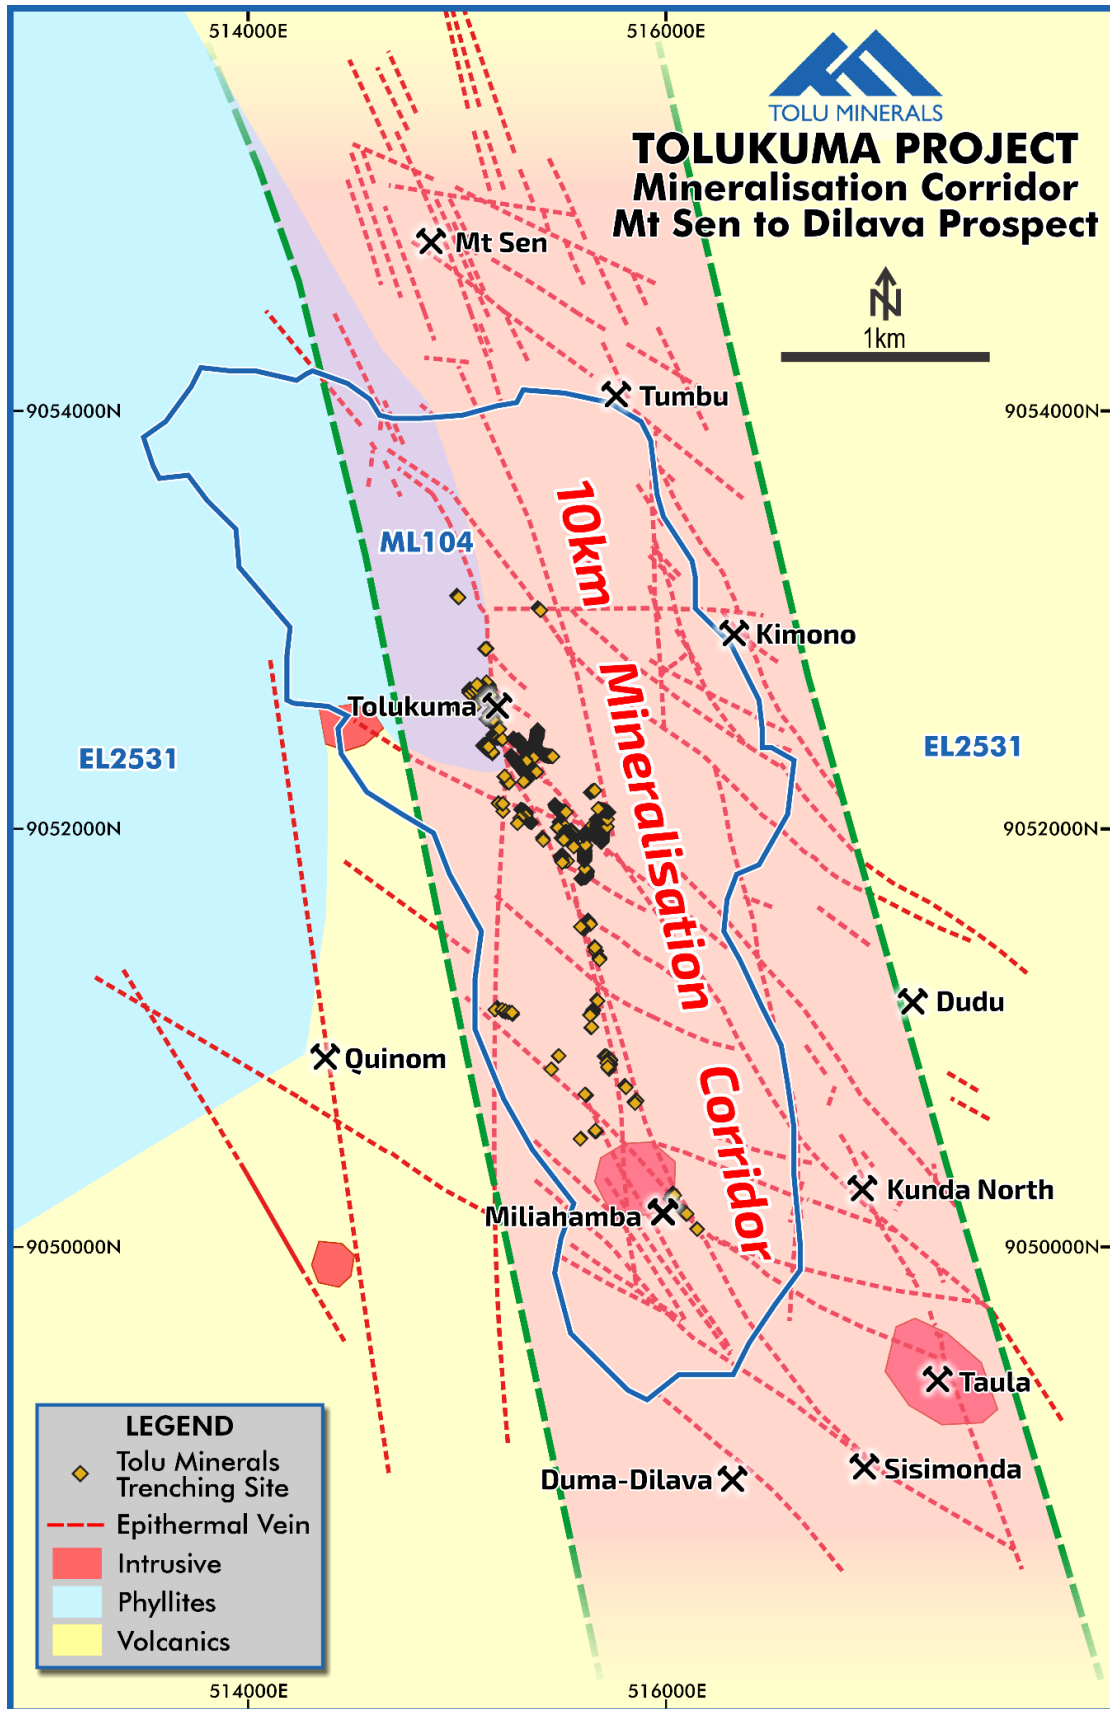 514000E
516000E
TOLU MINERALS
TOLUKUMA PROJECT
Mineralisation Corridor
Mt Sen to Dilava Prospect
N
1km
Mt Sen
Tumbu
9054000N
9054000N
10km
Mineralisation
Corridor
ML104
Kimono
Tolukuma
EL2531
EL2531
9052000N
9052000N
Dudu
Quinom
Kunda North
Miliahamba
9050000N
9050000N
Taula
Duma-Dilava
Sisimonda
LEGEND
Tolu Minerals
Trenching Site
Epithermal Vein
Intrusive
Phyllites
Volcanics
514000E
516000E